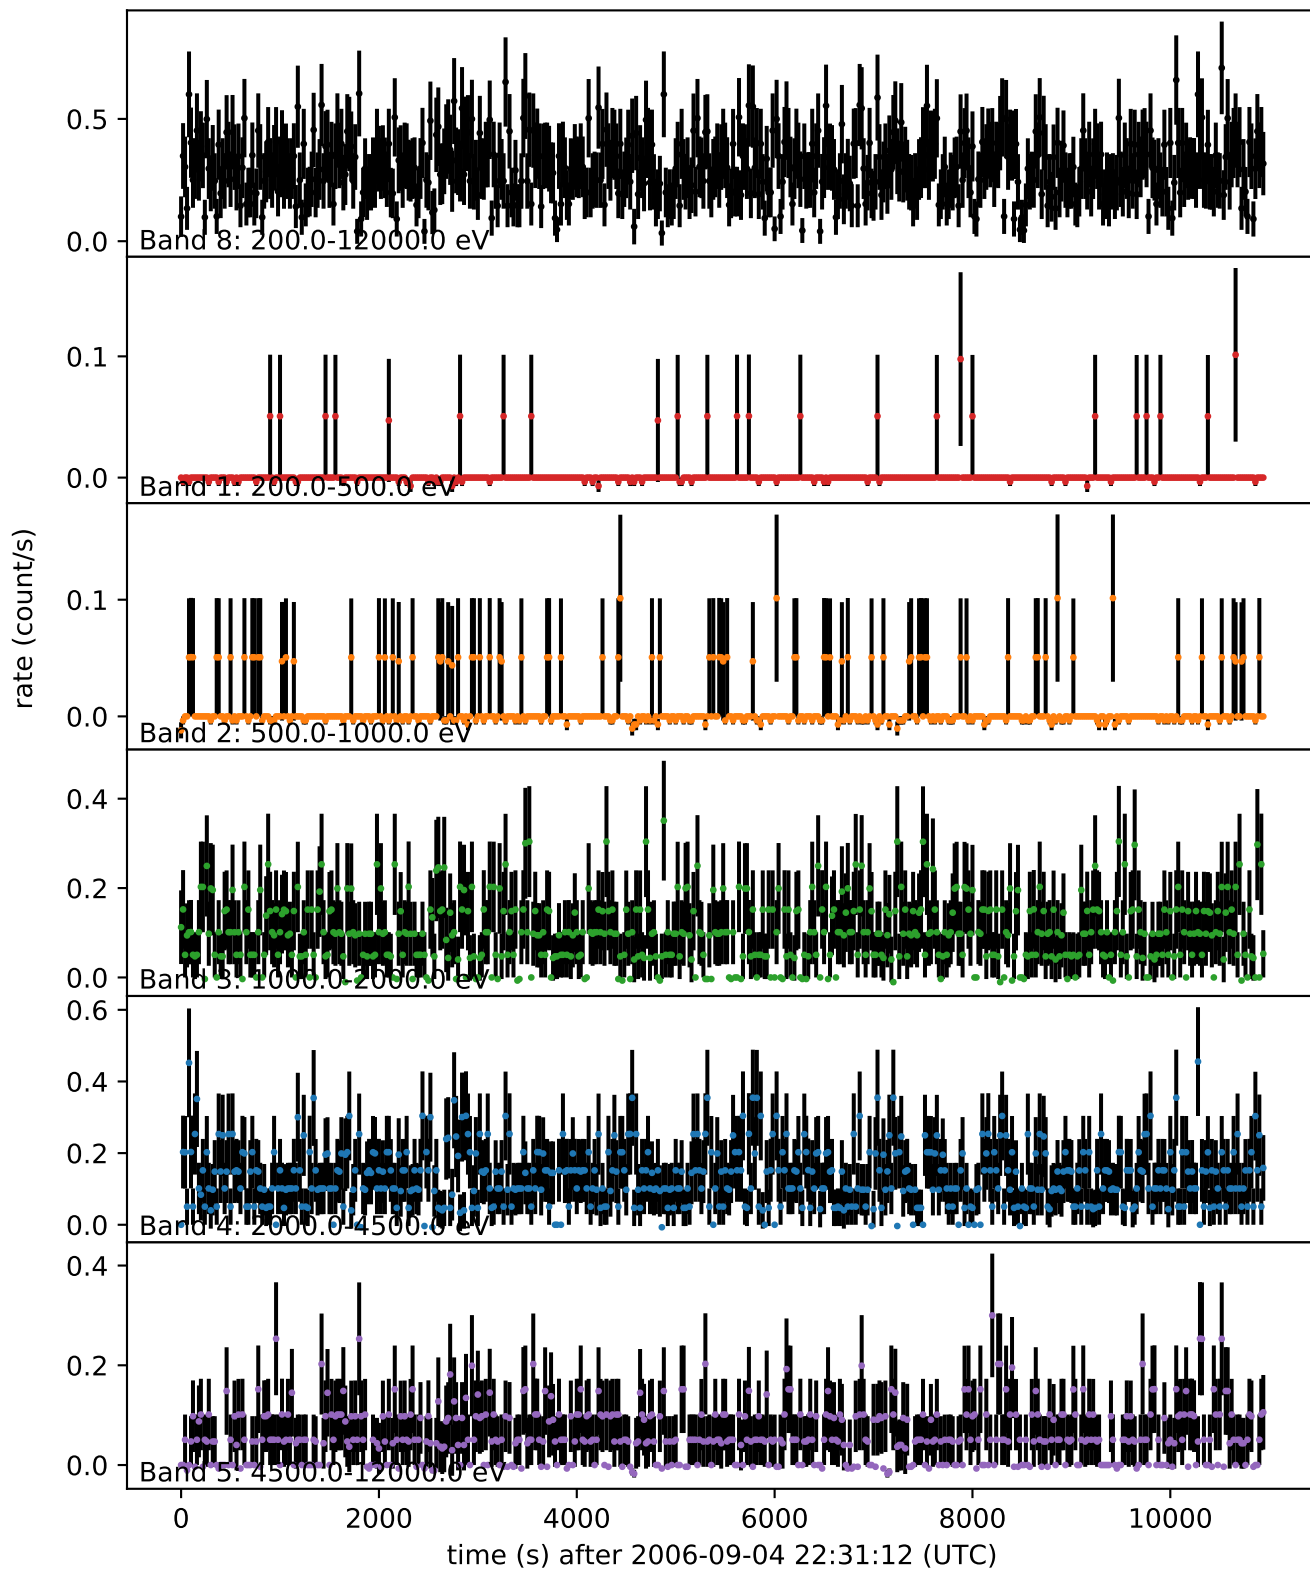 0.5
0.0
Band 8: 200.0-12000.0 eV
0.1
0.0
Band 1: 200.0-500.0 eV
0.1
0.0
Band 2: 500.0-1000.0 eV
rate (count/s)
0.4
0.2
0.0
Band 3: 1000.0-2000.0 eV
0.6
0.4
0.2
0.0
Band 4: 2000.0-4500.0 eV
0.4
0.2
0.0
Band 5: 4500.0-12000.0 eV
0 2000 4000 6000 8000 10000
time (s) after 2006-09-04 22:31:12 (UTC)